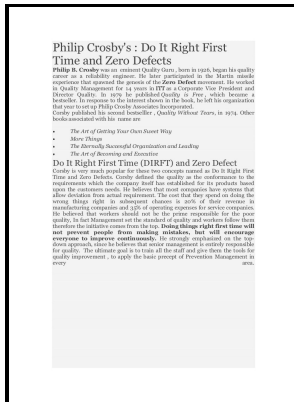 Philip Crosby's : Do It Right First
Time and Zero Defects
Philip B. Crosby was an eminent Quality Guru , born in 1926, began his quality
career as a reliability engineer. He later participated in the Martin missile
experience that spawned the genesis of the Zero Defect movement. He worked
in Quality Management for 14 years in ITT as a Corporate Vice President and
Director Quality. In 1979 he published Quality is Free , which became a
bestseller. In response to the interest shown in the book, he left his organization
that year to set up Philip Crosby Associates Incorporated.
Corsby published his second bestselller , Quality Without Tears, in 1974. Other
books associated with his name are
• The Art of Getting Your Own Sweet Way
• More Things
• The Eternally Successful Organization and Leading
• The Art of Becoming and Executive
Do It Right First Time (DIRFT) and Zero Defect
Corsby is very much popular for these two concepts named as Do It Right First
Time and Zero Defects. Crosby defined the quality as the conformance to the
requirements which the company itself has established for its products based
upon the customers needs. He believes that most companies have systems that
allow deviation from actual requirement. The cost that they spend on doing the
wrong things right in subsequent chances is 20% of their revenue in
manufacturing companies and 35% of operating expenses for service companies.
He believed that workers should not be the prime responsible for the poor
quality, In fact Management set the standard of quality and workers follow them
therefore the initiative comes from the top. Doing things right first time will
not prevent people from making mistakes, but will encourage
everyone to improve continuously. He strongly emphasized on the top-
down approach, since he believes that senior management is entirely responsible
for quality. The ultimate goal is to train all the staff and give them the tools for
quality improvement , to apply the basic precept of Prevention Management in
every area.